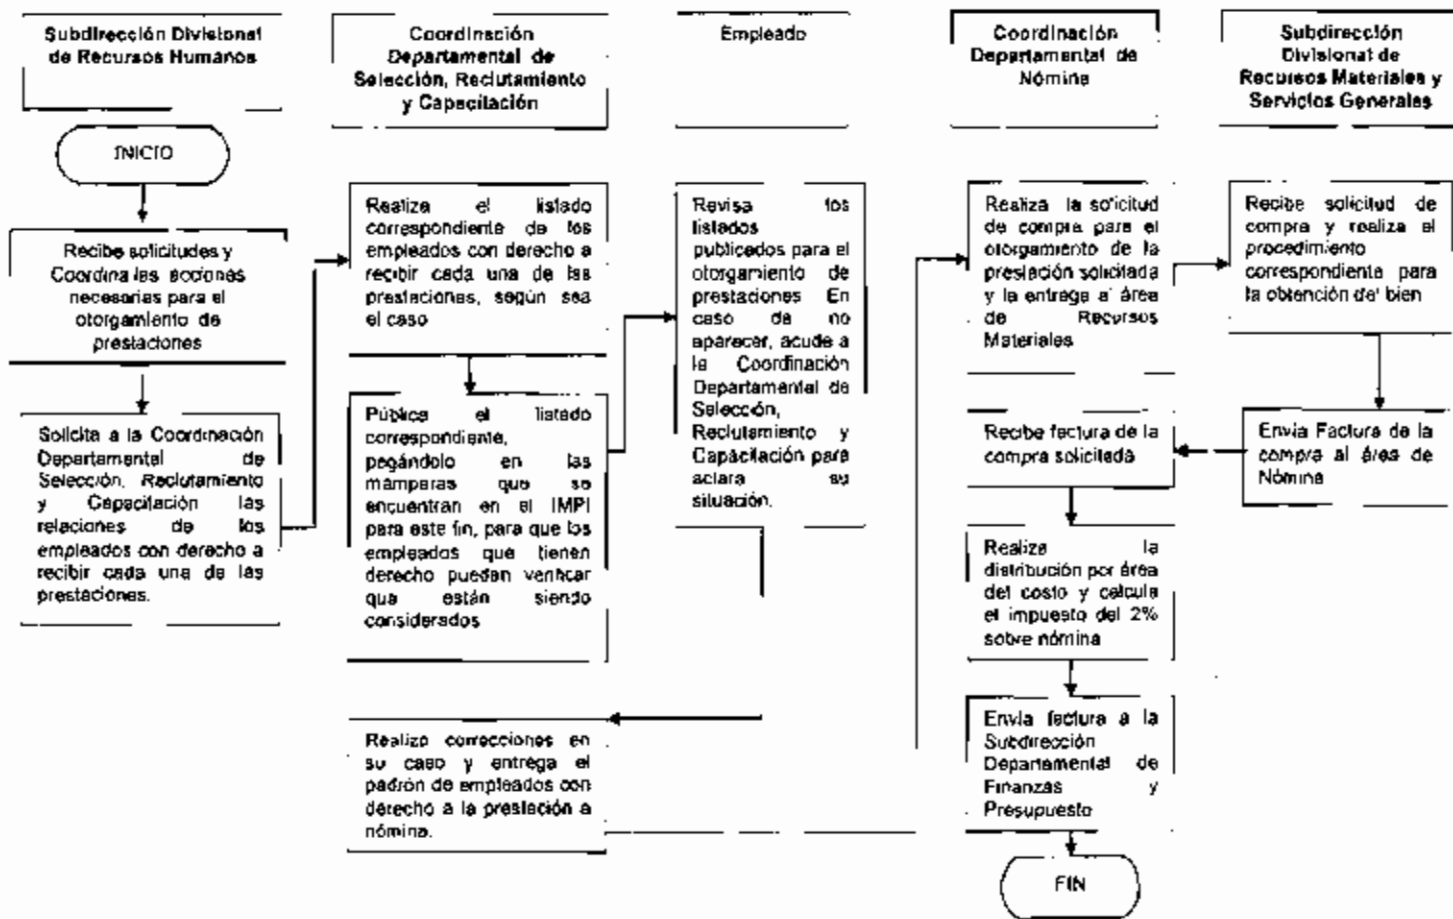 Subdirección Divisional
de Recursos Humanos
Coordinación
Departamental de
Selección, Reclutamiento
y Capacitación
Empleado
Coordinación
Departamental de
Nómina
Subdirección
Divisional de
Recursos Materiales y
Servicios Generales
INICIO
Recibe solicitudes y
Coordina las acciones
necesarias para el
otorgamiento de
prestaciones
Solicita a la Coordinación
Departamental de
Selección, Reclutamiento
y Capacitación las
relaciones de los
empleados con derecho a
recibir cada una de las
prestaciones.
Realiza el listado
correspondiente de los
empleados con derecho a
recibir cada una de las
prestaciones, según sea
el caso
Pública el listado
correspondiente,
pegándolo en las
mámparas que se
encuentran en el IMPI
para este fin, para que los
empleados que tienen
derecho puedan verificar
que están siendo
considerados
Realiza correcciones en
su caso y entrega el
padrón de empleados con
derecho a la prestación a
nómina.
Revisa los
listados
publicados para el
otorgamiento de
prestaciones En
caso de no
aparecer, acude a
la Coordinación
Departamental de
Selección,
Reclutamiento y
Capacitación para
aclara su
situación.
Realiza la solicitud
de compra para el
otorgamiento de la
prestación solicitada
y la entrega al área
de Recursos
Materiales
Recibe solicitud de
compra y realiza el
procedimiento
correspondiente para
la obtención del bien
Envia Factura de la
compra al área de
Nómina
Recibe factura de la
compra solicitada
Realiza la
distribución por área
del costo y calcula
el impuesto del 2%
sobre nómina
Envia factura a la
Subdirección
Departamental de
Finanzas y
Presupuesto
FIN